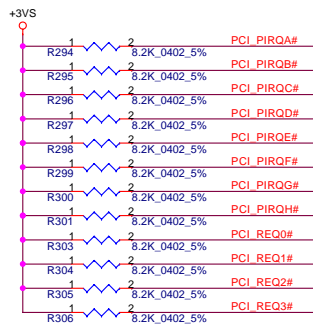 +3VS
1 2 PCI_PIRQA#
R294 8.2K_0402_5%
1 2 PCI_PIRQB#
R295 8.2K_0402_5%
1 2 PCI_PIRQC#
R296 8.2K_0402_5%
1 2 PCI_PIRQD#
R297 8.2K_0402_5%
1 2 PCI_PIRQE#
R298 8.2K_0402_5%
1 2 PCI_PIRQF#
R299 8.2K_0402_5%
1 2 PCI_PIRQG#
R300 8.2K_0402_5%
1 2 PCI_PIRQH#
R301 8.2K_0402_5%
1 2 PCI_REQ0#
R303 8.2K_0402_5%
1 2 PCI_REQ1#
R304 8.2K_0402_5%
1 2 PCI_REQ2#
R305 8.2K_0402_5%
1 2 PCI_REQ3#
R306 8.2K_0402_5%